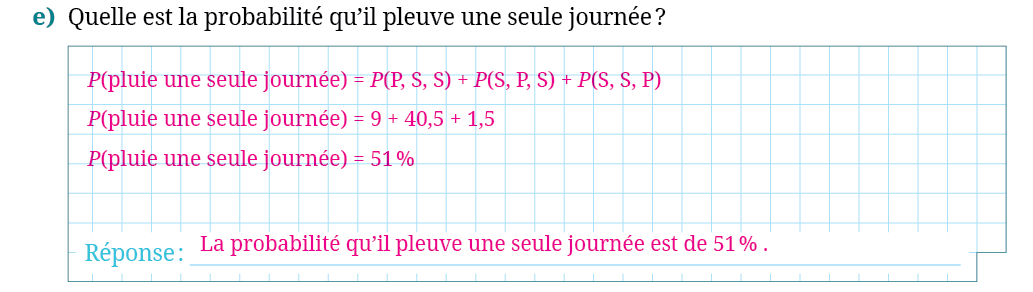 e) Quelle est la probabilité qu’il pleuve une seule journée ?
P(pluie une seule journée) = P(P, S, S) + P(S, P, S) + P(S, S, P)
P(pluie une seule journée) = 9 + 40,5 + 1,5
P(pluie une seule journée) = 51 %
Réponse : La probabilité qu’il pleuve une seule journée est de 51 % .